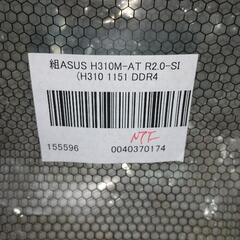 組ASUS H310M-AT R2.0-SI
(H310 1151 DDR4
NTF
155596 0040370174